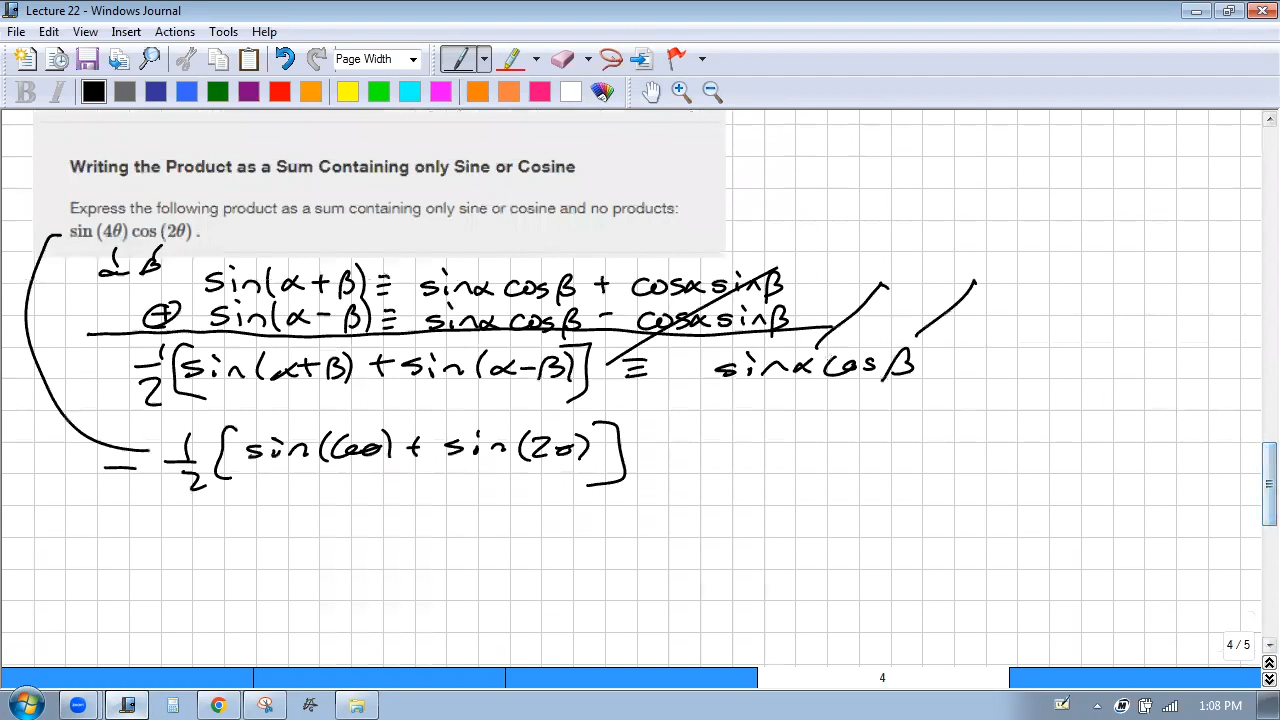 Lecture 22 - Windows Journal
File Edit View Insert Actions Tools Help
Page Width
B I
Writing the Product as a Sum Containing only Sine or Cosine
Express the following product as a sum containing only sine or cosine and no products:
sin (4θ) cos (2θ) .
α β
sin(α + β) ≡ sinα cosβ + cosα sinβ
⊕ sin(α - β) ≡ sinα cosβ - cosα sinβ
1/2 [sin(α+β) + sin(α-β)] ≡ sinα cosβ
= 1/2 [sin(6θ) + sin(2θ)]
4 / 5
4
1:08 PM